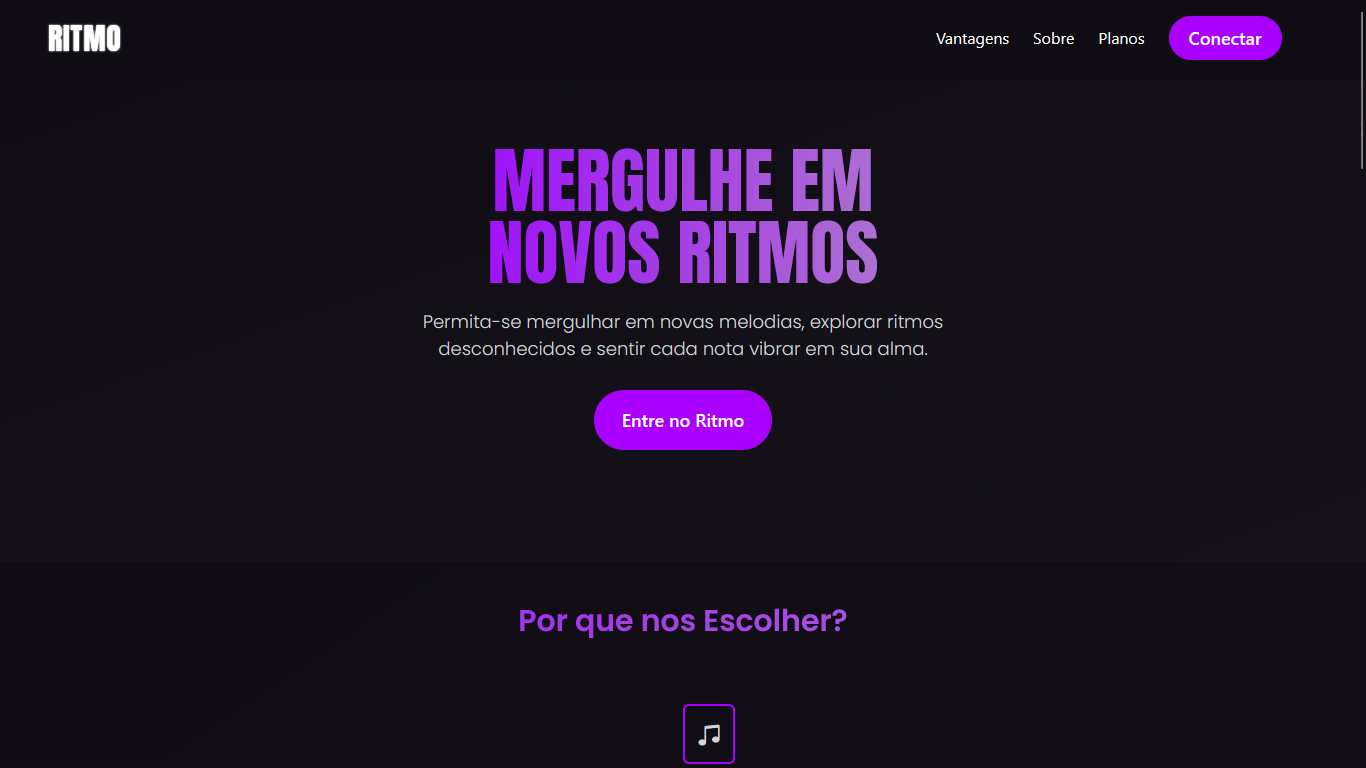 RITMO
Vantagens Sobre Planos Conectar
MERGULHE EM
NOVOS RITMOS
Permita-se mergulhar em novas melodias, explorar ritmos
desconhecidos e sentir cada nota vibrar em sua alma.
Entre no Ritmo
Por que nos Escolher?